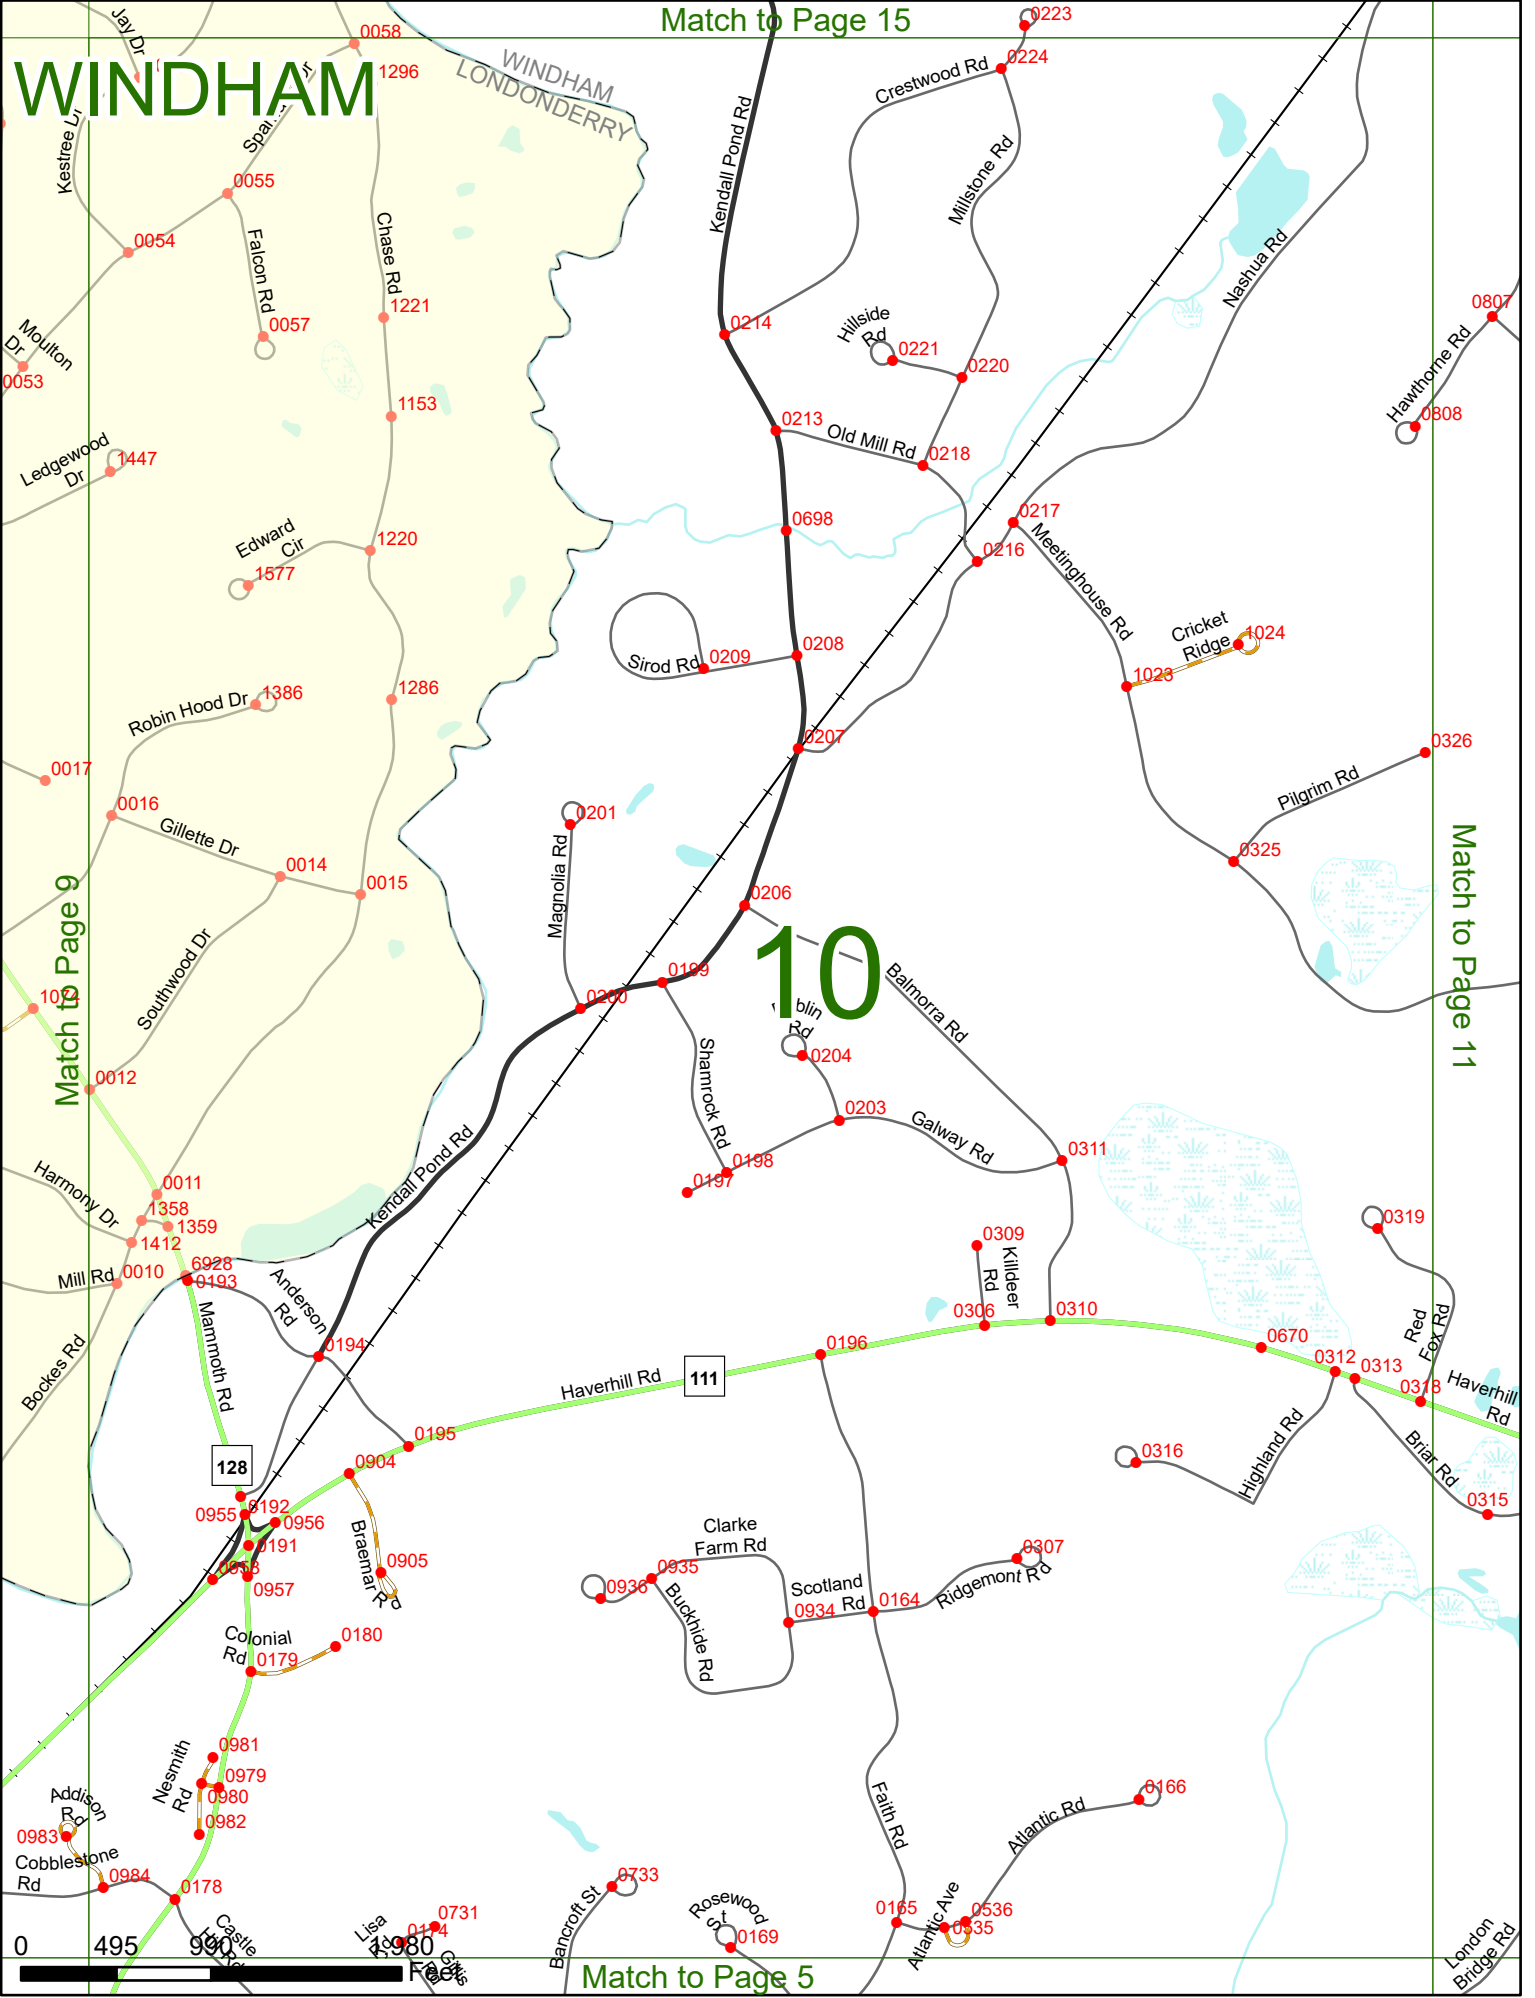 Match to Page 15
WINDHAM
WINDHAM
LONDONDERRY
Jay Dr
0058
1296
0223
0224
Crestwood Rd
Kendall Pond Rd
Millstone Rd
Kestree Dr
0055
0054
Falcon Rd
Chase Rd
0057
1221
Moulton
Dr
0053
0214
Hillside
Rd
0221
0220
Nashua Rd
0807
Hawthorne Rd
0808
1153
0213
Old Mill Rd
0218
Ledgewood
Dr
1447
0698
0217
0216
Meetinghouse Rd
Edward
Cir
1220
1577
Sirod Rd
0209
0208
Cricket
Ridge
1024
1023
Robin Hood Dr
1386
1286
0207
0326
Pilgrim Rd
0325
0017
0016
Gillette Dr
0014
0015
0201
Magnolia Rd
0206
Match to Page 9
Match to Page 11
10
Southwood Dr
1074
0199
0200
Balmorra Rd
Rd
0204
0012
Shamrock Rd
0203
Galway Rd
0311
0198
0197
Kendall Pond Rd
Harmony Dr
0011
1358
1359
1412
0010
Mill Rd
6928
0193
Anderson
Rd
0309
Killdeer
Rd
0306
0310
0319
Red
Fox Rd
Mammoth Rd
0194
0196
0670
0312
0313
0318
Haverhill
Rd
Bockes Rd
Haverhill Rd
111
0195
128
0904
0316
Highland Rd
Briar Rd
0315
0955
0192
0956
0191
0958
0957
Braemar Rd
0905
Clarke
Farm Rd
0935
0936
Buckhide Rd
Scotland
Rd
0934
0164
Ridgemont Rd
0307
Colonial
Rd
0180
0179
Nesmith
Rd
0981
0979
0980
0982
Addison
Rd
0983
Cobblestone
Rd
0984
0178
Faith Rd
Atlantic Rd
0166
0733
Bancroft St
Rosewood
St
0169
0165
Atlantic Ave
0536
0535
Lisa
Rd
0731
0174
Gillis
Rd
Castle
Hill Rd
London
Bridge Rd
0 495 990 1,980
Feet
Match to Page 5